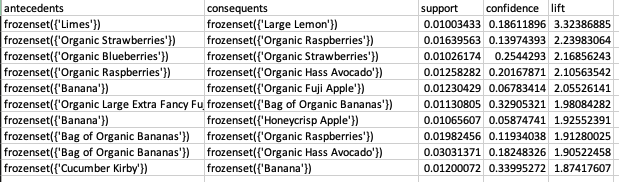 antecedents consequents support confidence lift
frozenset({'Limes'}) frozenset({'Large Lemon'}) 0.01003433 0.18611896 3.32386885
frozenset({'Organic Strawberries'}) frozenset({'Organic Raspberries'}) 0.01639563 0.13974393 2.23983064
frozenset({'Organic Blueberries'}) frozenset({'Organic Strawberries'}) 0.01026174 0.2544293 2.16856243
frozenset({'Organic Raspberries'}) frozenset({'Organic Hass Avocado'}) 0.01258282 0.20167871 2.10563542
frozenset({'Banana'}) frozenset({'Organic Fuji Apple'}) 0.01230429 0.06783414 2.05526141
frozenset({'Organic Large Extra Fancy Fu frozenset({'Bag of Organic Bananas'}) 0.01130805 0.32905321 1.98084282
frozenset({'Banana'}) frozenset({'Honeycrisp Apple'}) 0.01065607 0.05874741 1.92552391
frozenset({'Bag of Organic Bananas'}) frozenset({'Organic Raspberries'}) 0.01982456 0.11934038 1.91280025
frozenset({'Bag of Organic Bananas'}) frozenset({'Organic Hass Avocado'}) 0.03031371 0.18248326 1.90522458
frozenset({'Cucumber Kirby'}) frozenset({'Banana'}) 0.01200072 0.33995272 1.87417607